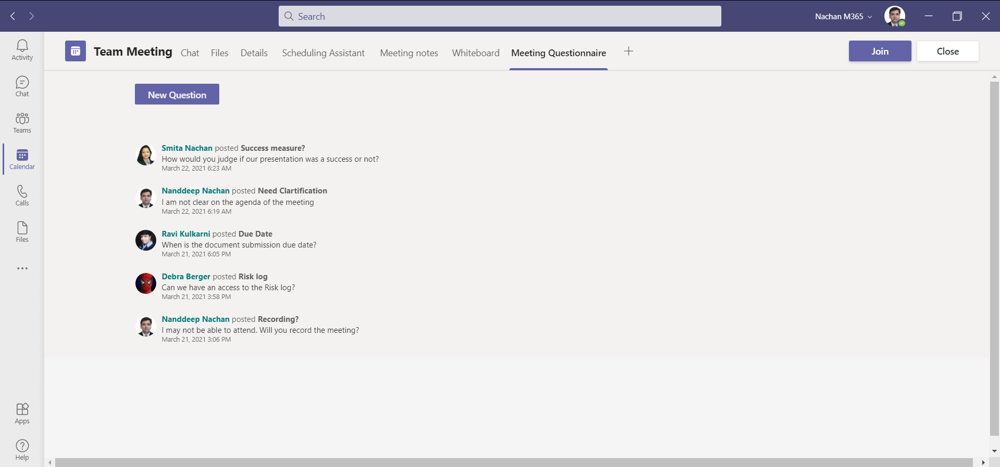 Search
Nachan M365
Activity
Chat
Teams
Calendar
Calls
Files
Apps
Help
Team Meeting Chat Files Details Scheduling Assistant Meeting notes Whiteboard Meeting Questionnaire
Join Close
New Question
Smita Nachan posted Success measure?
How would you judge if our presentation was a success or not?
March 22, 2021 6:23 AM
Nanddeep Nachan posted Need Clartification
I am not clear on the agenda of the meeting
March 22, 2021 6:19 AM
Ravi Kulkarni posted Due Date
When is the document submission due date?
March 21, 2021 6:05 PM
Debra Berger posted Risk log
Can we have an access to the Risk log?
March 21, 2021 3:58 PM
Nanddeep Nachan posted Recording?
I may not be able to attend. Will you record the meeting?
March 21, 2021 3:06 PM